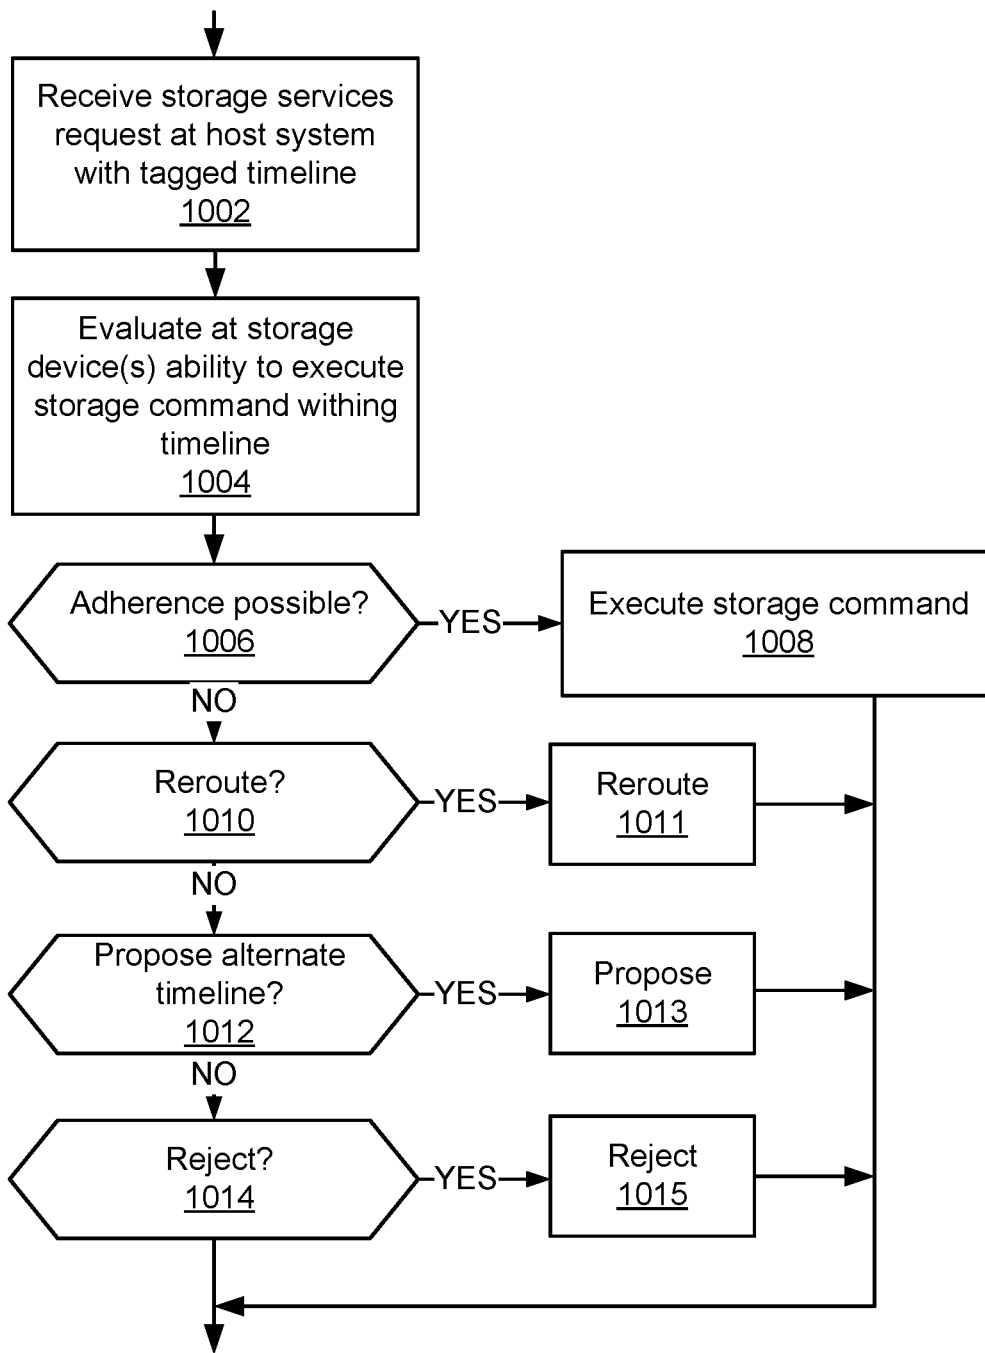 Receive storage services
request at host system
with tagged timeline
1002
Evaluate at storage
device(s) ability to execute
storage command withing
timeline
1004
Adherence possible?
1006
YES
Execute storage command
1008
NO
Reroute?
1010
YES
Reroute
1011
NO
Propose alternate
timeline?
1012
YES
Propose
1013
NO
Reject?
1014
YES
Reject
1015